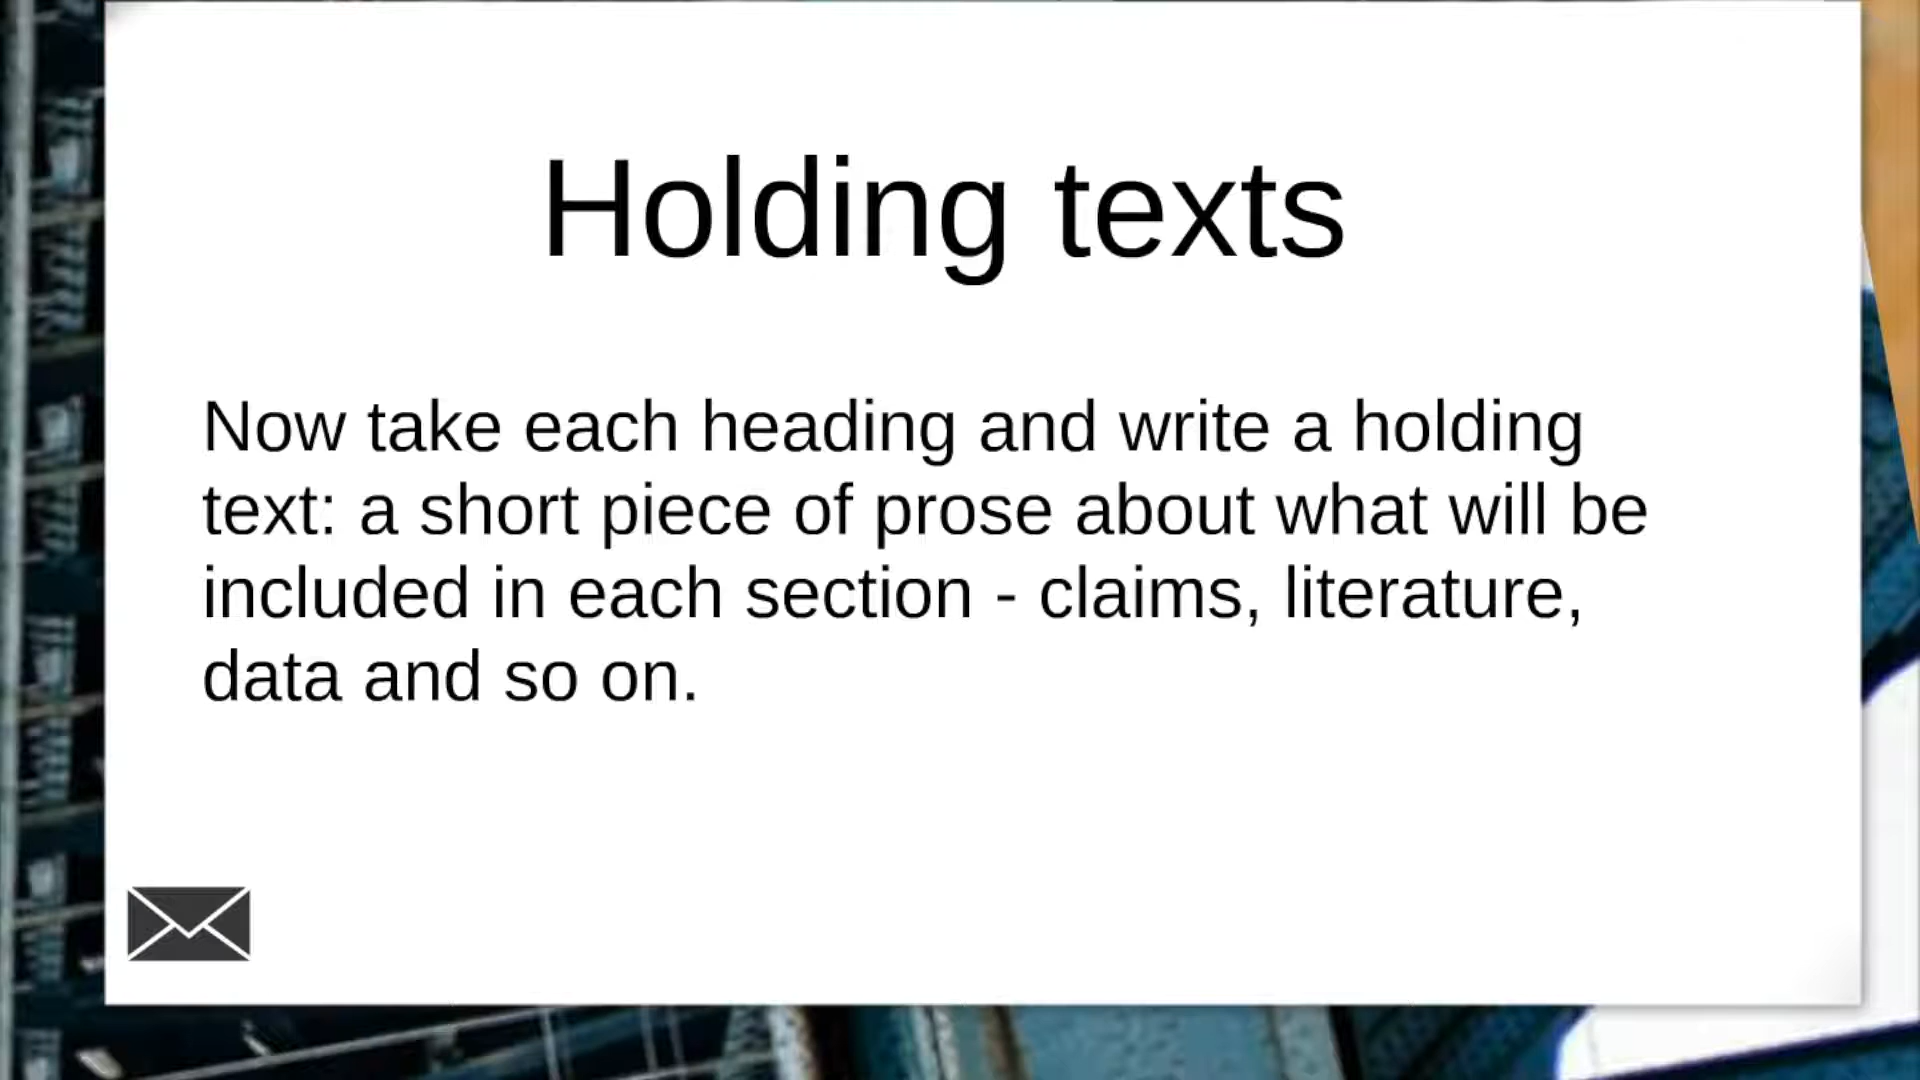 Holding texts
Now take each heading and write a holding
text: a short piece of prose about what will be
included in each section - claims, literature,
data and so on.